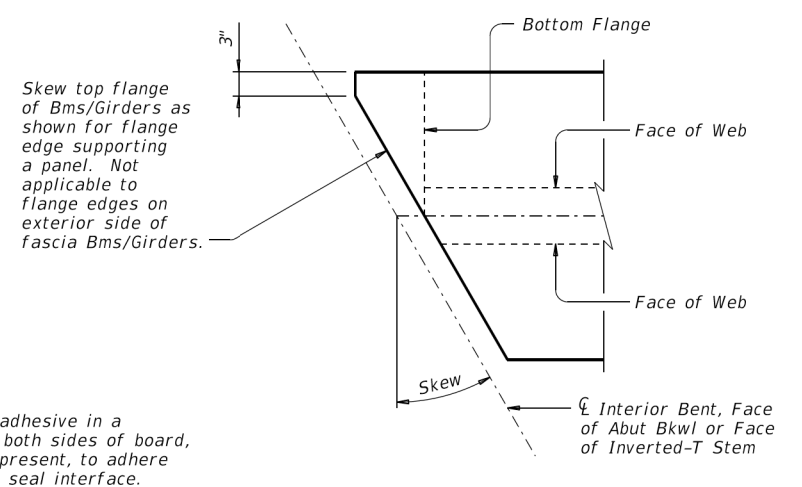 Bottom Flange
3"
Skew top flange
of Bms/Girders as
shown for flange
edge supporting
a panel. Not
applicable to
flange edges on
exterior side of
fascia Bms/Girders.
Face of Web
Face of Web
Skew
℄ Interior Bent, Face
of Abut Bkwl or Face
of Inverted-T Stem
adhesive in a
both sides of board,
present, to adhere
seal interface.